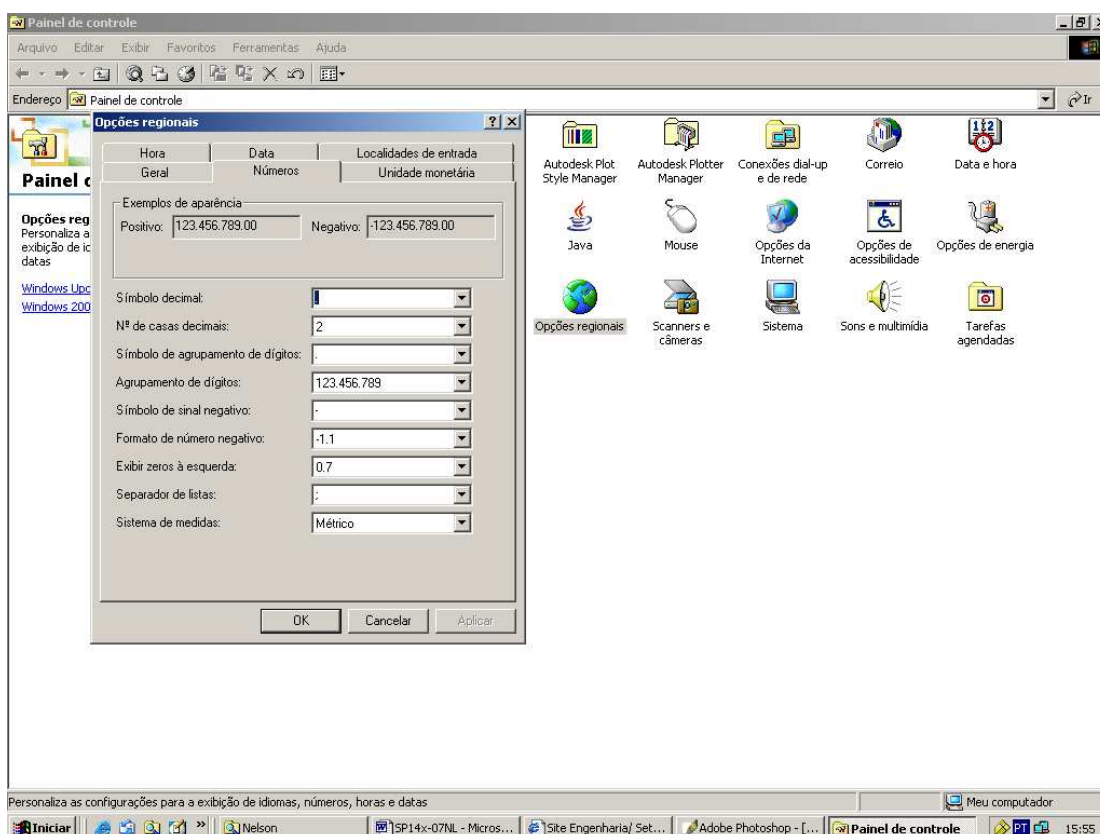 Painel de controle
Arquivo Editar Exibir Favoritos Ferramentas Ajuda
Endereço Painel de controle Ir
Painel
Opções reg
Personaliza a
exibição de
datas
Windows
Windows 200
Opções regionais
Hora Data Localidades de entrada
Geral Números Unidade monetária
Exemplos de aparência
Positivo: 123.456.789.00 Negativo: -123.456.789.00
Símbolo decimal:
Nº de casas decimais: 2
Símbolo de agrupamento de dígitos: .
Agrupamento de dígitos: 123.456.789
Símbolo de sinal negativo: -
Formato de número negativo: -1.1
Exibir zeros à esquerda: 0.7
Separador de listas: ;
Sistema de medidas: Métrico
OK Cancelar Aplicar
Autodesk Plot Style Manager
Autodesk Plotter Manager
Conexões dial-up e de rede
Correio
Data e hora
Java
Mouse
Opções da Internet
Opções de acessibilidade
Opções de energia
Opções regionais
Scanners e câmeras
Sistema
Sons e multimídia
Tarefas agendadas
Personaliza as configurações para a exibição de idiomas, números, horas e datas
Meu computador
Iniciar » Nelson SP14x-07NL - Micros... Site Engenharia/ Set... Adobe Photoshop - [... Painel de controle PT 15:55